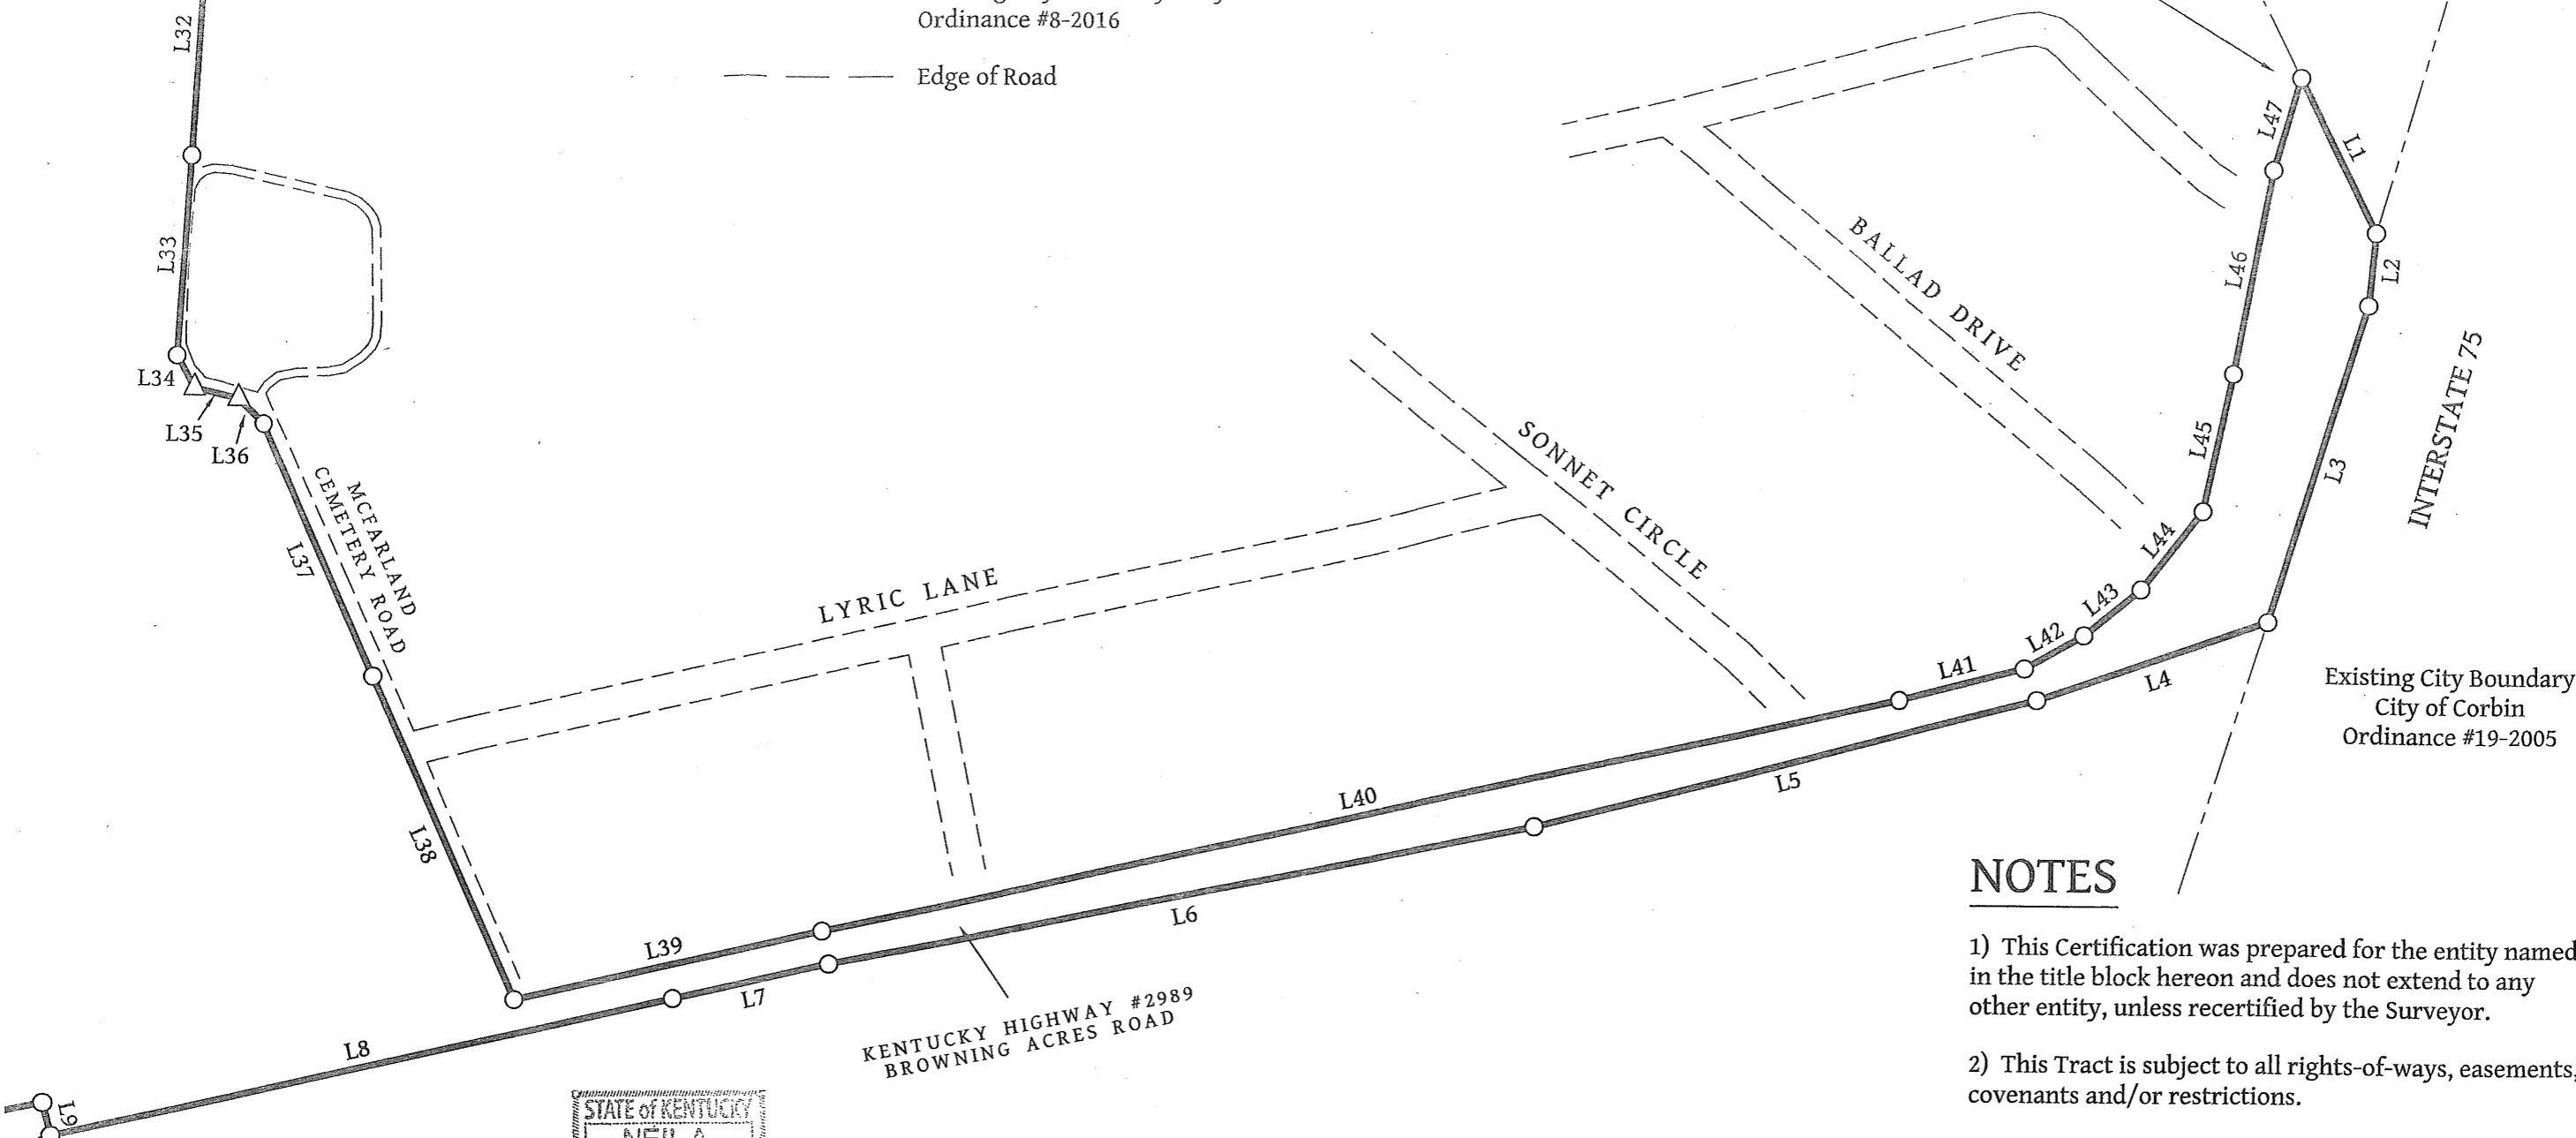 Ordinance #8-2016
Edge of Road
L32
L33
L34
L35
L36
L37
L38
MCFARLAND
CEMETERY ROAD
LYRIC LANE
SONNET CIRCLE
BALLAD DRIVE
L47
L1
L46
L2
L45
L3
INTERSTATE 75
L44
L43
L42
L41
L4
L40
L5
L39
L6
L7
L8
L9
KENTUCKY HIGHWAY #2989
BROWNING ACRES ROAD
Existing City Boundary
City of Corbin
Ordinance #19-2005
NOTES
1) This Certification was prepared for the entity named
in the title block hereon and does not extend to any
other entity, unless recertified by the Surveyor.
2) This Tract is subject to all rights-of-ways, easements,
covenants and/or restrictions.
STATE of KENTUCKY
NEIL A